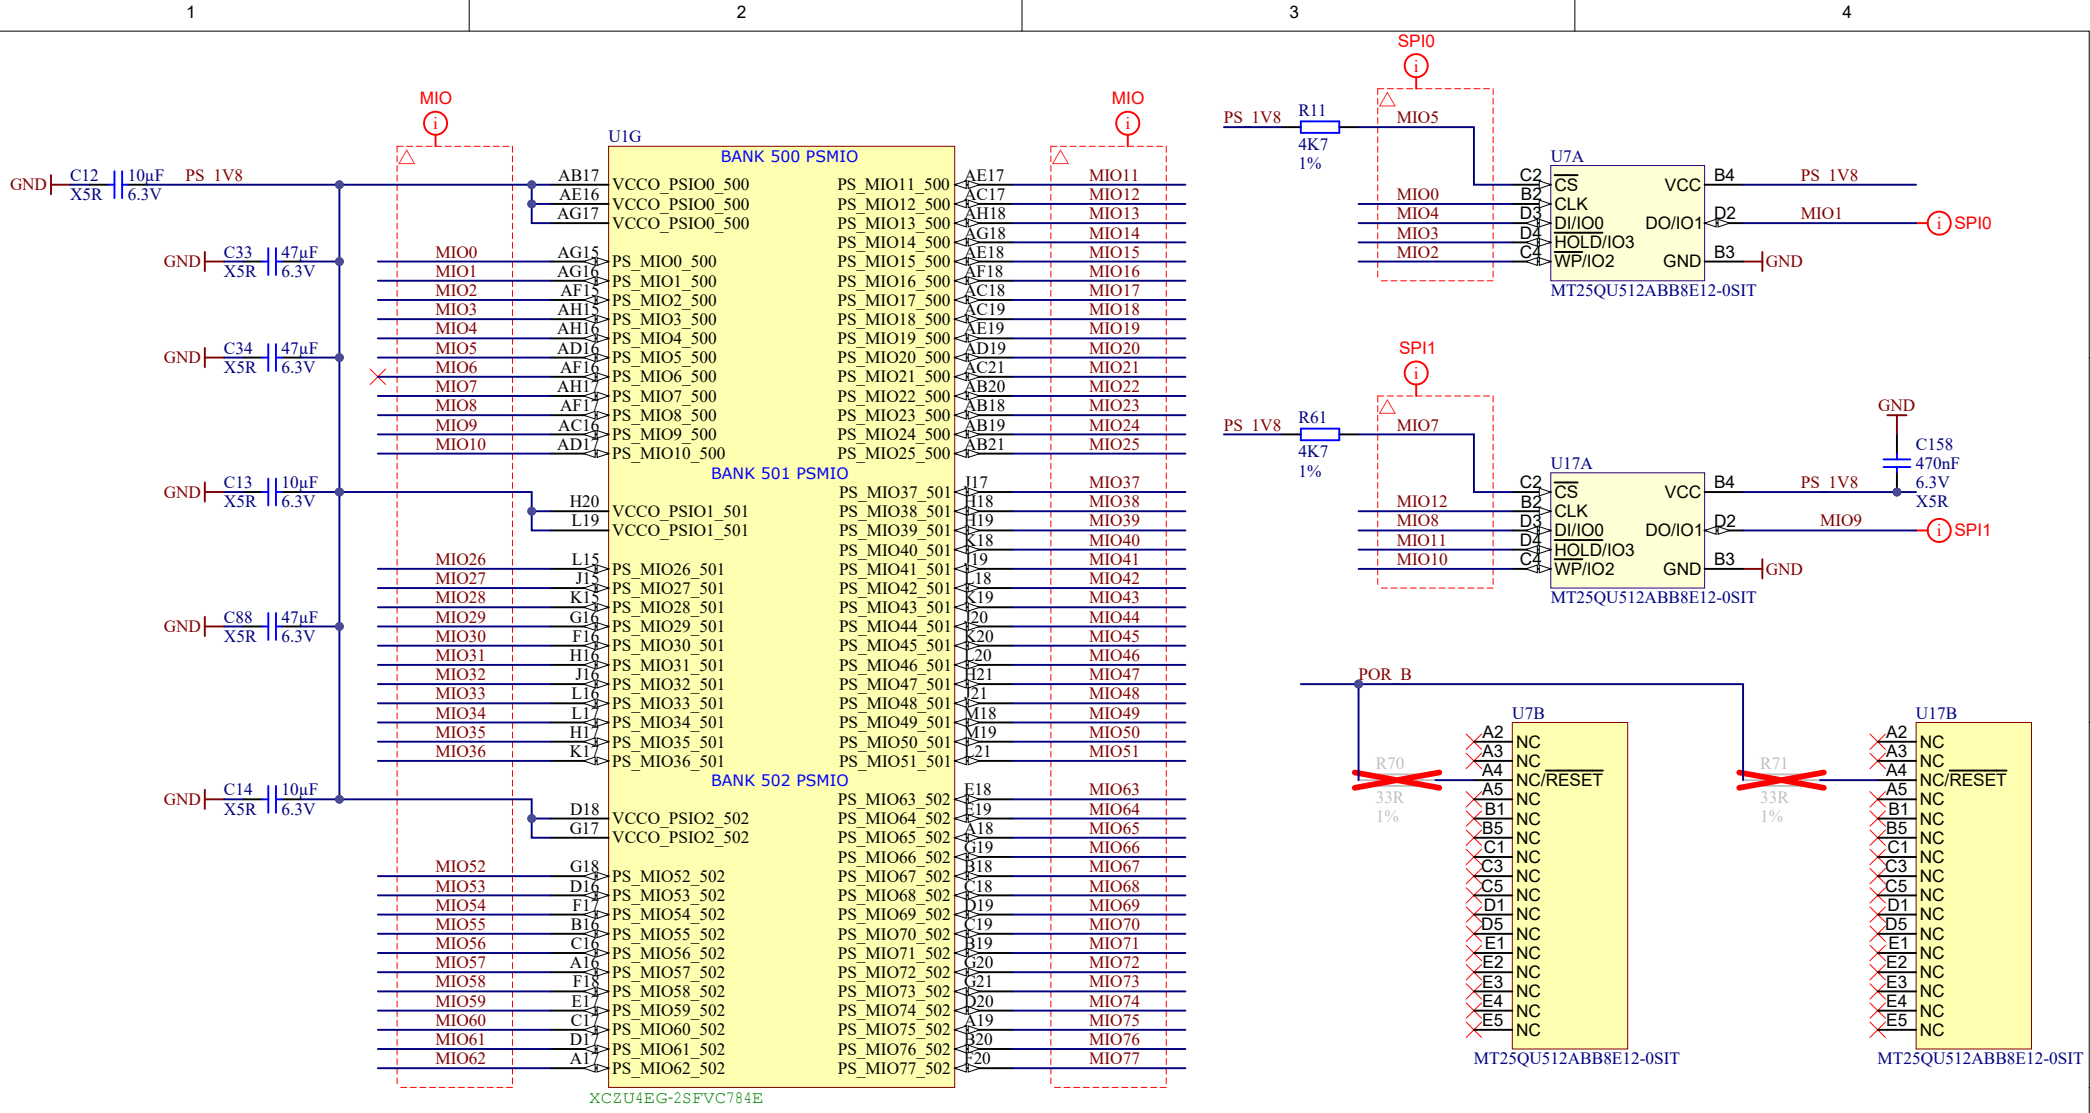 1 2 3 4
MIO
MIO
SPI0
U1G
BANK 500 PSMIO
GND C12 10µF PS_1V8
X5R 6.3V
AB17 VCCO_PSIO0_500
AE16 VCCO_PSIO0_500
AG17 VCCO_PSIO0_500
GND C33 47µF
X5R 6.3V
GND C34 47µF
X5R 6.3V
GND C13 10µF
X5R 6.3V
GND C88 47µF
X5R 6.3V
GND C14 10µF
X5R 6.3V
MIO0 AG15 PS_MIO0_500
MIO1 AG16 PS_MIO1_500
MIO2 AF15 PS_MIO2_500
MIO3 AH15 PS_MIO3_500
MIO4 AH16 PS_MIO4_500
MIO5 AD16 PS_MIO5_500
MIO6 AF16 PS_MIO6_500
MIO7 AH17 PS_MIO7_500
MIO8 AF17 PS_MIO8_500
MIO9 AC16 PS_MIO9_500
MIO10 AD17 PS_MIO10_500
PS_MIO11_500 AE17 MIO11
PS_MIO12_500 AC17 MIO12
PS_MIO13_500 AH18 MIO13
PS_MIO14_500 AG18 MIO14
PS_MIO15_500 AE18 MIO15
PS_MIO16_500 AF18 MIO16
PS_MIO17_500 AC18 MIO17
PS_MIO18_500 AC19 MIO18
PS_MIO19_500 AE19 MIO19
PS_MIO20_500 AD19 MIO20
PS_MIO21_500 AC21 MIO21
PS_MIO22_500 AB20 MIO22
PS_MIO23_500 AB18 MIO23
PS_MIO24_500 AB19 MIO24
PS_MIO25_500 AB21 MIO25
BANK 501 PSMIO
H20 VCCO_PSIO1_501
L19 VCCO_PSIO1_501
MIO26 L15 PS_MIO26_501
MIO27 J15 PS_MIO27_501
MIO28 K15 PS_MIO28_501
MIO29 G16 PS_MIO29_501
MIO30 F16 PS_MIO30_501
MIO31 H16 PS_MIO31_501
MIO32 J16 PS_MIO32_501
MIO33 L16 PS_MIO33_501
MIO34 L17 PS_MIO34_501
MIO35 H17 PS_MIO35_501
MIO36 K17 PS_MIO36_501
PS_MIO37_501 J17 MIO37
PS_MIO38_501 H18 MIO38
PS_MIO39_501 H19 MIO39
PS_MIO40_501 K18 MIO40
PS_MIO41_501 J19 MIO41
PS_MIO42_501 L18 MIO42
PS_MIO43_501 K19 MIO43
PS_MIO44_501 J20 MIO44
PS_MIO45_501 K20 MIO45
PS_MIO46_501 L20 MIO46
PS_MIO47_501 H21 MIO47
PS_MIO48_501 J21 MIO48
PS_MIO49_501 M18 MIO49
PS_MIO50_501 M19 MIO50
PS_MIO51_501 L21 MIO51
BANK 502 PSMIO
D18 VCCO_PSIO2_502
G17 VCCO_PSIO2_502
MIO52 G18 PS_MIO52_502
MIO53 D16 PS_MIO53_502
MIO54 F17 PS_MIO54_502
MIO55 B16 PS_MIO55_502
MIO56 C16 PS_MIO56_502
MIO57 A16 PS_MIO57_502
MIO58 F18 PS_MIO58_502
MIO59 E17 PS_MIO59_502
MIO60 C17 PS_MIO60_502
MIO61 D17 PS_MIO61_502
MIO62 A17 PS_MIO62_502
PS_MIO63_502 E18 MIO63
PS_MIO64_502 E19 MIO64
PS_MIO65_502 A18 MIO65
PS_MIO66_502 G19 MIO66
PS_MIO67_502 B18 MIO67
PS_MIO68_502 C18 MIO68
PS_MIO69_502 D19 MIO69
PS_MIO70_502 C19 MIO70
PS_MIO71_502 B19 MIO71
PS_MIO72_502 G20 MIO72
PS_MIO73_502 G21 MIO73
PS_MIO74_502 D20 MIO74
PS_MIO75_502 A19 MIO75
PS_MIO76_502 B20 MIO76
PS_MIO77_502 F20 MIO77
XCZU4EG-2SFVC784E
PS_1V8 R11 MIO5
4K7
1%
U7A
C2 CS VCC B4 PS_1V8
MIO0 B2 CLK
MIO4 D3 DI/IO0 DO/IO1 D2 MIO1 SPI0
MIO3 D4 HOLD/IO3
MIO2 C4 WP/IO2 GND B3 GND
MT25QU512ABB8E12-0SIT
SPI1
PS_1V8 R61 MIO7
4K7
1%
GND
C158
470nF
6.3V
X5R
U17A
C2 CS VCC B4 PS_1V8
MIO12 B2 CLK
MIO8 D3 DI/IO0 DO/IO1 D2 MIO9 SPI1
MIO11 D4 HOLD/IO3
MIO10 C4 WP/IO2 GND B3 GND
MT25QU512ABB8E12-0SIT
POR_B
R70
33R
1%
U7B
A2 NC
A3 NC
A4 NC/RESET
A5 NC
B1 NC
B5 NC
C1 NC
C3 NC
C5 NC
D1 NC
D5 NC
E1 NC
E2 NC
E3 NC
E4 NC
E5 NC
MT25QU512ABB8E12-0SIT
R71
33R
1%
U17B
A2 NC
A3 NC
A4 NC/RESET
A5 NC
B1 NC
B5 NC
C1 NC
C3 NC
C5 NC
D1 NC
D5 NC
E1 NC
E2 NC
E3 NC
E4 NC
E5 NC
MT25QU512ABB8E12-0SIT